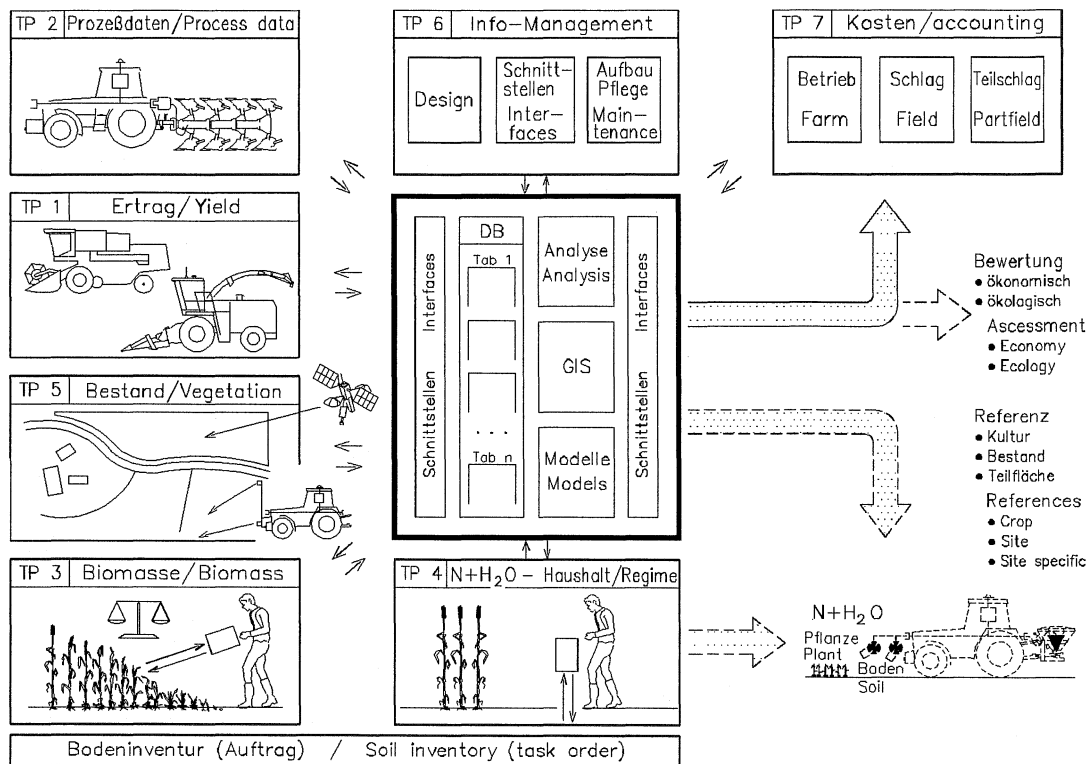 TP 2 Prozeßdaten/Process data
TP 6 Info-Management
Design
Schnitt-
stellen
Inter-
faces
Aufbau
Pflege
Main-
tenance
TP 7 Kosten/accounting
Betrieb
Farm
Schlag
Field
Teilschlag
Partfield
TP 1 Ertrag/Yield
Schnittstellen Interfaces
DB
Tab 1
. . .
Tab n
Analyse
Analysis
GIS
Modelle
Models
Schnittstellen Interfaces
Bewertung
• ökonomisch
• ökolagisch
Ascessment
• Economy
• Ecology
TP 5 Bestand/Vegetation
Referenz
• Kultur
• Bestand
• Teilfläche
References
• Crop
• Site
• Site specific
TP 3 Biomasse/Biomass
TP 4 N+H₂O – Haushalt/Regime
N+H₂O
Pflanze
Plant
Boden
Soil
Bodeninventur (Auftrag) / Soil inventory (task order)